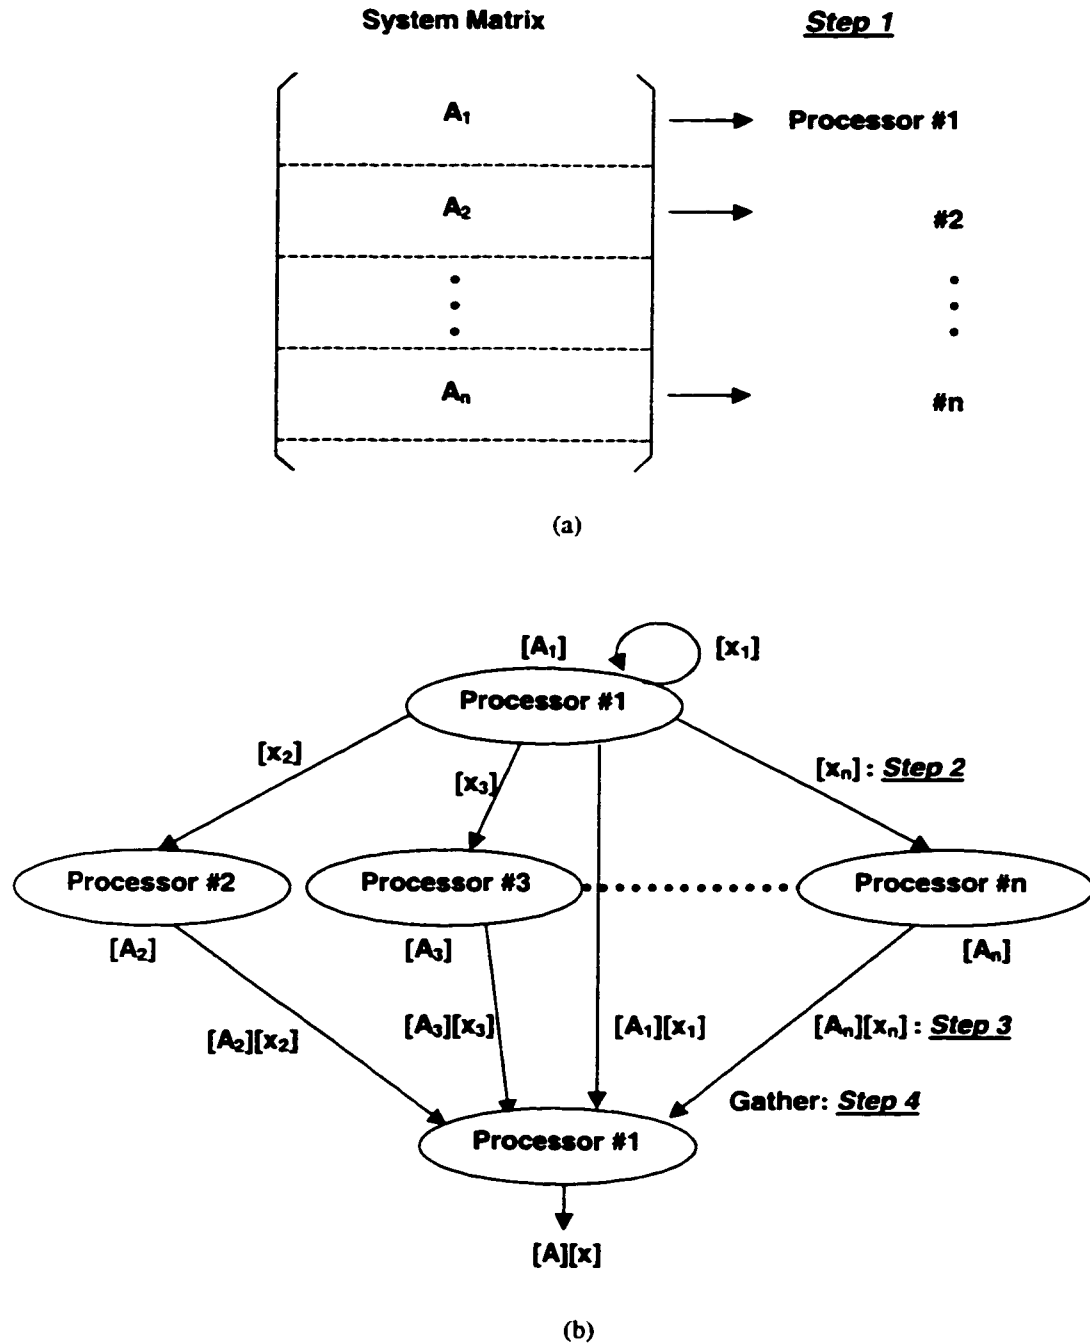 System Matrix Step 1
A₁ Processor #1
A₂ #2
Aₙ #n
(a)
[A₁] [x₁]
Processor #1
[x₂] [x₃] [xₙ] : Step 2
Processor #2 Processor #3 Processor #n
[A₂] [A₃] [Aₙ]
[A₂][x₂] [A₃][x₃] [A₁][x₁] [Aₙ][xₙ] : Step 3
Gather: Step 4
Processor #1
[A][x]
(b)